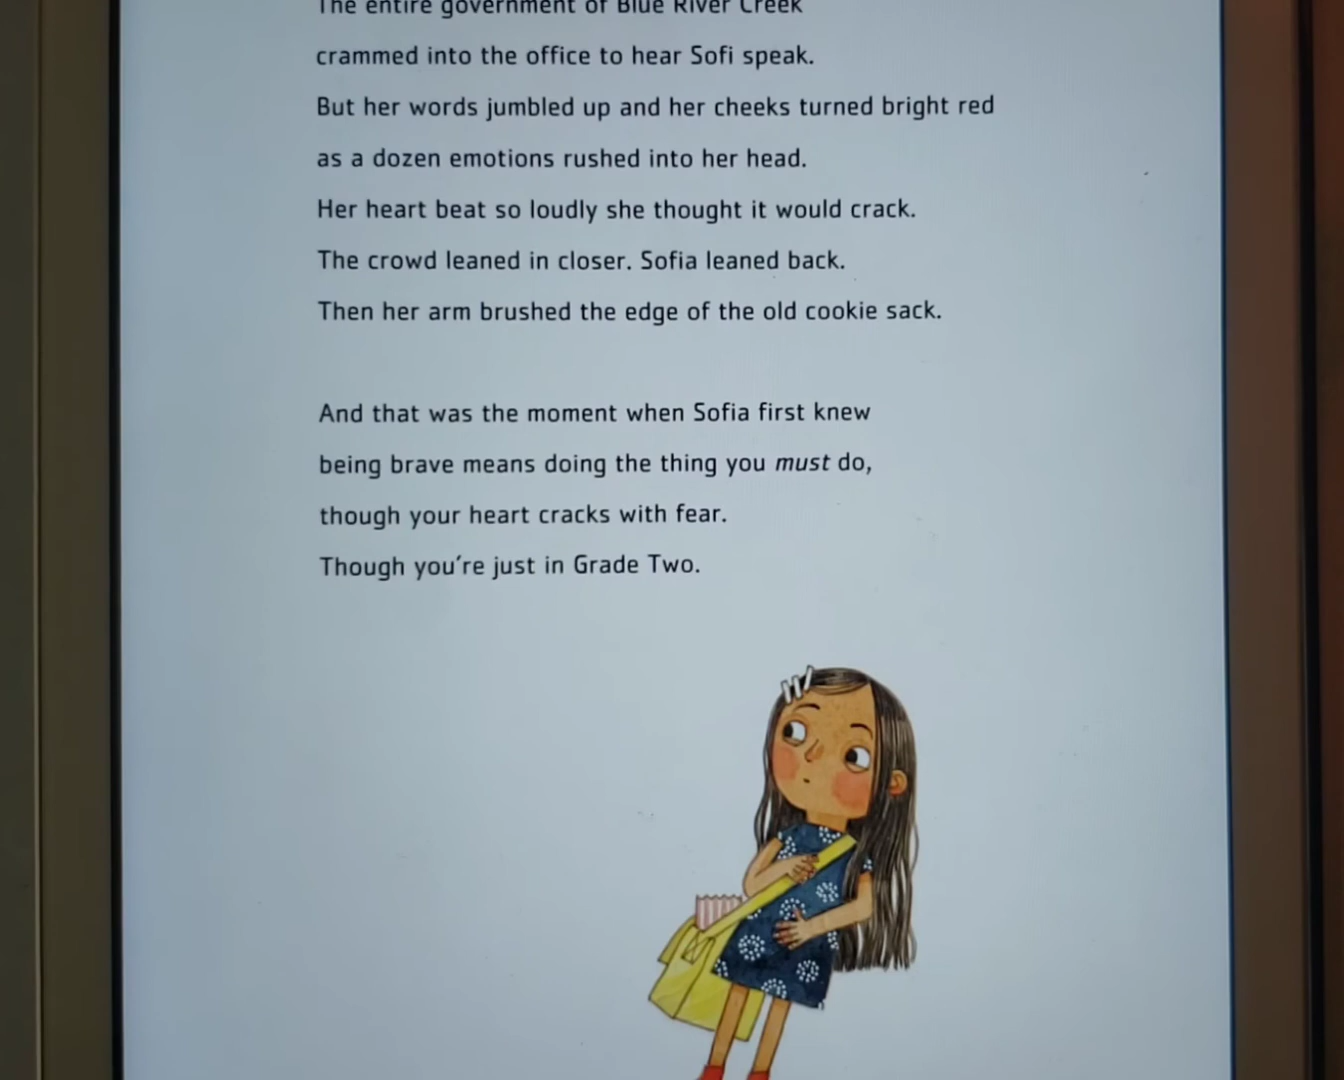 The entire government of Blue River Creek
crammed into the office to hear Sofi speak.
But her words jumbled up and her cheeks turned bright red
as a dozen emotions rushed into her head.
Her heart beat so loudly she thought it would crack.
The crowd leaned in closer. Sofia leaned back.
Then her arm brushed the edge of the old cookie sack.
And that was the moment when Sofia first knew
being brave means doing the thing you must do,
though your heart cracks with fear.
Though you’re just in Grade Two.